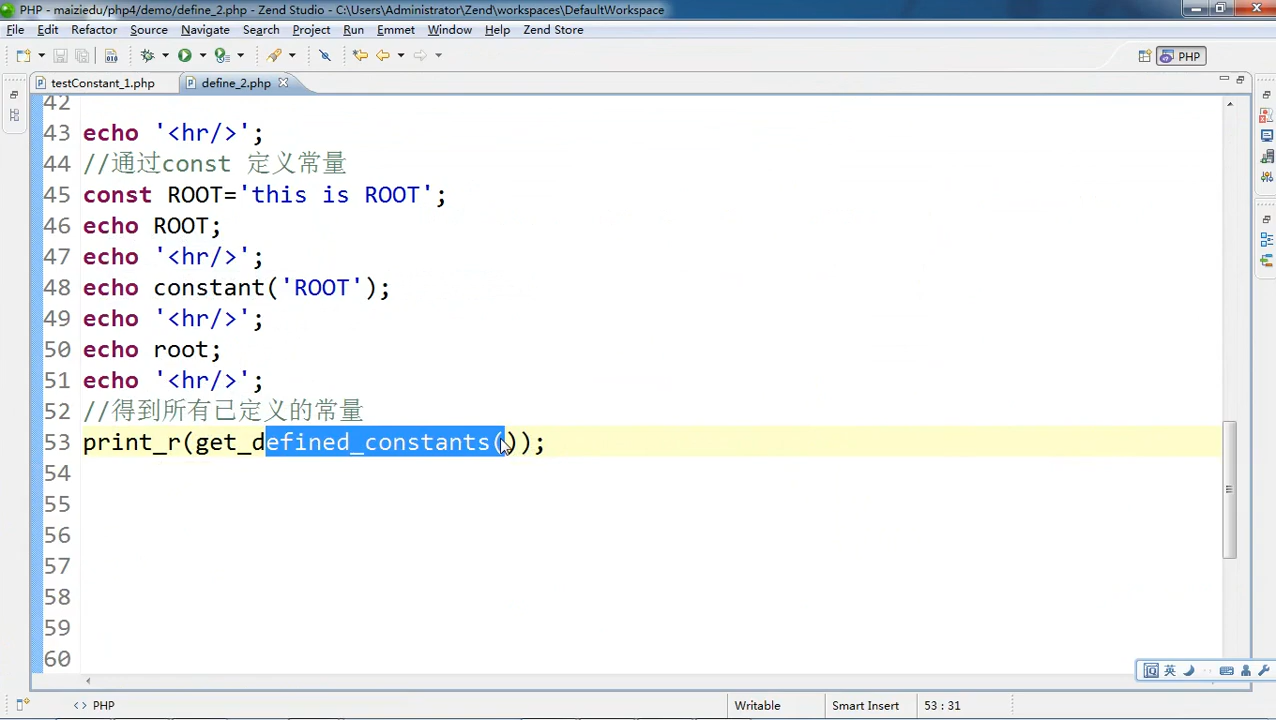 PHP - maiziedu/php4/demo/define_2.php - Zend Studio - C:\Users\Administrator\Zend\workspaces\DefaultWorkspace
File Edit Refactor Source Navigate Search Project Run Emmet Window Help Zend Store
PHP
testConstant_1.php define_2.php
42
43 echo '<hr/>';
44 //通过const 定义常量
45 const ROOT='this is ROOT';
46 echo ROOT;
47 echo '<hr/>';
48 echo constant('ROOT');
49 echo '<hr/>';
50 echo root;
51 echo '<hr/>';
52 //得到所有已定义的常量
53 print_r(get_defined_constants());
54
55
56
57
58
59
60
英
<> PHP Writable Smart Insert 53 : 31